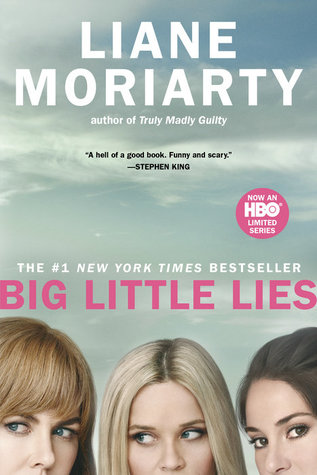 LIANE
MORIARTY
author of Truly Madly Guilty
"A hell of a good book. Funny and scary."
—STEPHEN KING
NOW AN
HBO®
LIMITED
SERIES
THE #1 NEW YORK TIMES BESTSELLER
BIG LITTLE LIES